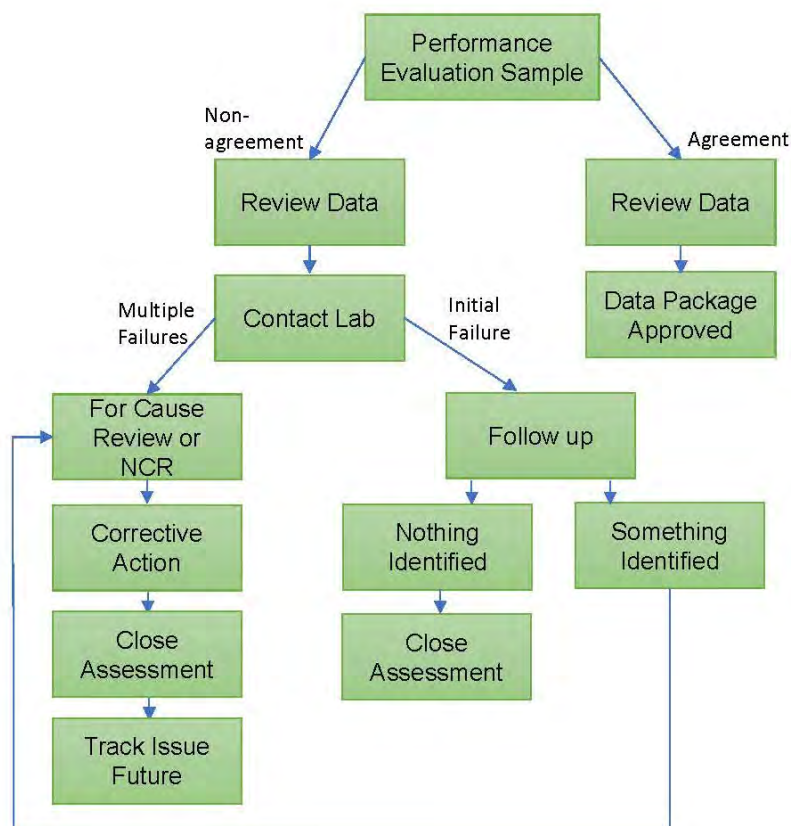 Performance
Evaluation Sample
Non-
agreement
Agreement
Review Data
Review Data
Contact Lab
Data Package
Approved
Multiple
Failures
Initial
Failure
For Cause
Review or
NCR
Follow up
Corrective
Action
Nothing
Identified
Something
Identified
Close
Assessment
Close
Assessment
Track Issue
Future